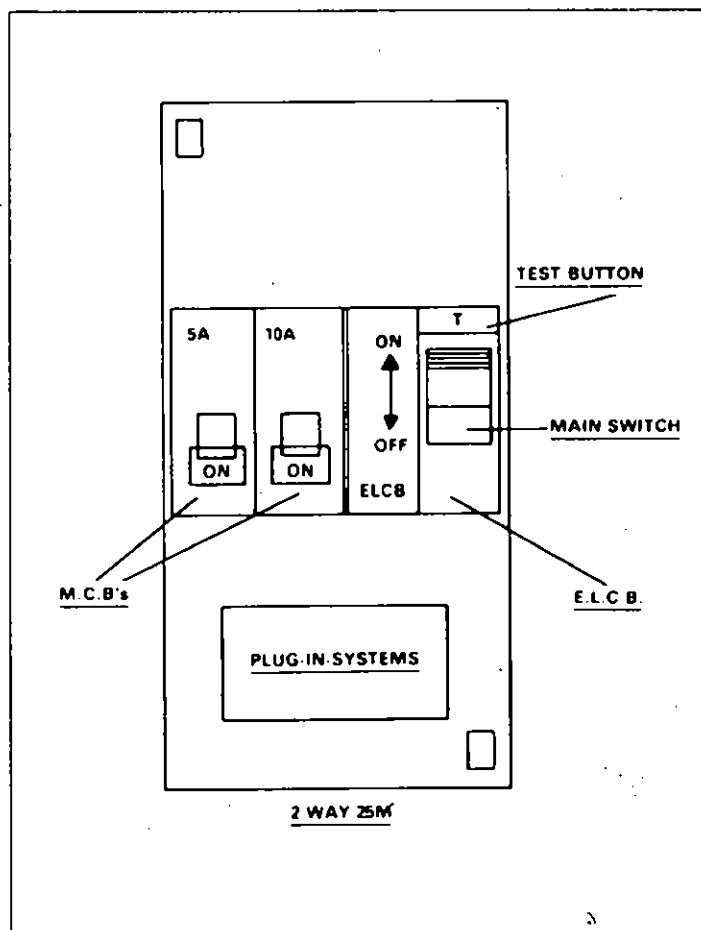 TEST BUTTON
5A
10A
ON
T
OFF
MAIN SWITCH
ON
ON
ELCB
M.C.B's
E.L.C B.
PLUG-IN-SYSTEMS
2 WAY 25M